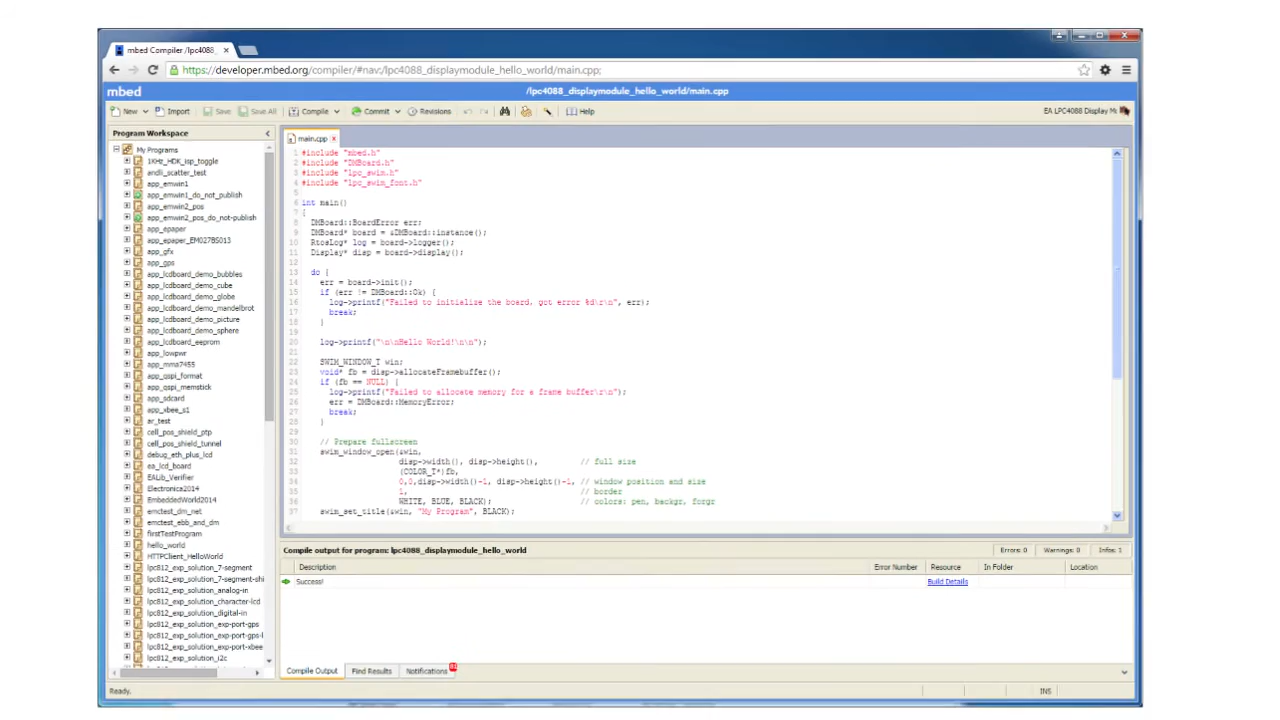 mbed Compiler /lpc4088_
https://developer.mbed.org/compiler/#nav:/lpc4088_displaymodule_hello_world/main.cpp;
mbed
/lpc4088_displaymodule_hello_world/main.cpp
New
Import
Save
Save All
Compile
Commit
Revisions
Help
EA LPC4088 Display M
Program Workspace
My Programs
1KHz_HDK_isp_toggle
andli_scatter_test
app_emwin1
app_emwin1_do_not_publish
app_emwin2_pos
app_emwin2_pos_do_not-publish
app_epaper
app_epaper_EM027BS013
app_gfx
app_gps
app_lcdboard_demo_bubbles
app_lcdboard_demo_cube
app_lcdboard_demo_globe
app_lcdboard_demo_mandelbrot
app_lcdboard_demo_picture
app_lcdboard_demo_sphere
app_lcdboard_eeprom
app_lowpwr
app_mma7455
app_qspi_format
app_qspi_memstick
app_sdcard
app_xbee_s1
ar_test
cell_pos_shield_ptp
cell_pos_shield_tunnel
debug_eth_plus_lcd
ea_lcd_board
EALib_Verifier
Electronica2014
EmbeddedWorld2014
emctest_dm_net
emctest_ebb_and_dm
firstTestProgram
hello_world
HTTPClient_HelloWorld
lpc812_exp_solution_7-segment
lpc812_exp_solution_7-segment-shi
lpc812_exp_solution_analog-in
lpc812_exp_solution_character-lcd
lpc812_exp_solution_digital-in
lpc812_exp_solution_exp-port-gps
lpc812_exp_solution_exp-port-gps-l
lpc812_exp_solution_exp-port-xbee
lpc812_exp_solution_i2c
main.cpp
1 #include "mbed.h"
2 #include "DMBoard.h"
3 #include "lpc_swim.h"
4 #include "lpc_swim_font.h"
5
6 int main()
7 {
8 DMBoard::BoardError err;
9 DMBoard* board = &DMBoard::instance();
10 RtosLog* log = board->logger();
11 Display* disp = board->display();
12
13 do {
14 err = board->init();
15 if (err != DMBoard::Ok) {
16 log->printf("Failed to initialize the board, got error %d\r\n", err);
17 break;
18 }
19
20 log->printf("\n\nHello World!\n\n");
21
22 SWIM_WINDOW_T win;
23 void* fb = disp->allocateFramebuffer();
24 if (fb == NULL) {
25 log->printf("Failed to allocate memory for a frame buffer\r\n");
26 err = DMBoard::MemoryError;
27 break;
28 }
29
30 // Prepare fullscreen
31 swim_window_open(&win,
32 disp->width(), disp->height(), // full size
33 (COLOR_T*)fb,
34 0,0,disp->width()-1, disp->height()-1, // window position and size
35 1, // border
36 WHITE, BLUE, BLACK); // colors: pen, backgr, forgr
37 swim_set_title(&win, "My Program", BLACK);
Compile output for program: lpc4088_displaymodule_hello_world
Errors: 0
Warnings: 0
Infos: 1
Description
Error Number
Resource
In Folder
Location
Success!
Build Details
Compile Output
Find Results
Notifications
Ready.
INS